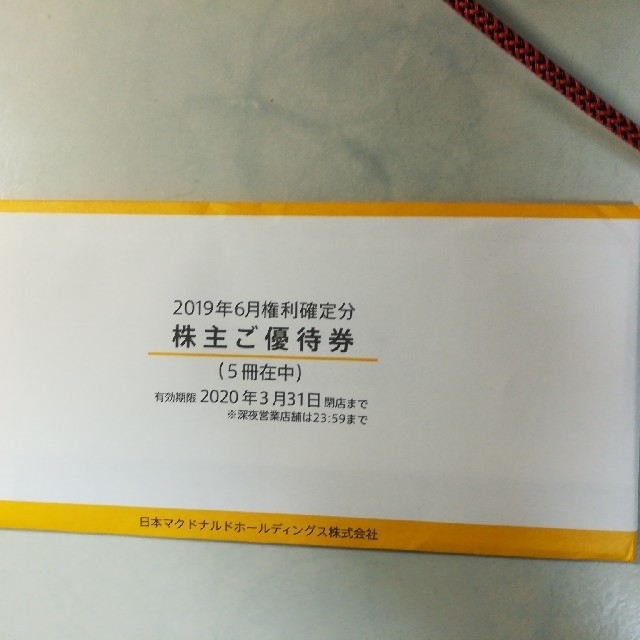 2019年6月権利確定分
株主ご優待券
(5冊在中)
有効期限 2020年3月31日 閉店まで
※深夜営業店舗は23:59まで
日本マクドナルドホールディングス株式会社